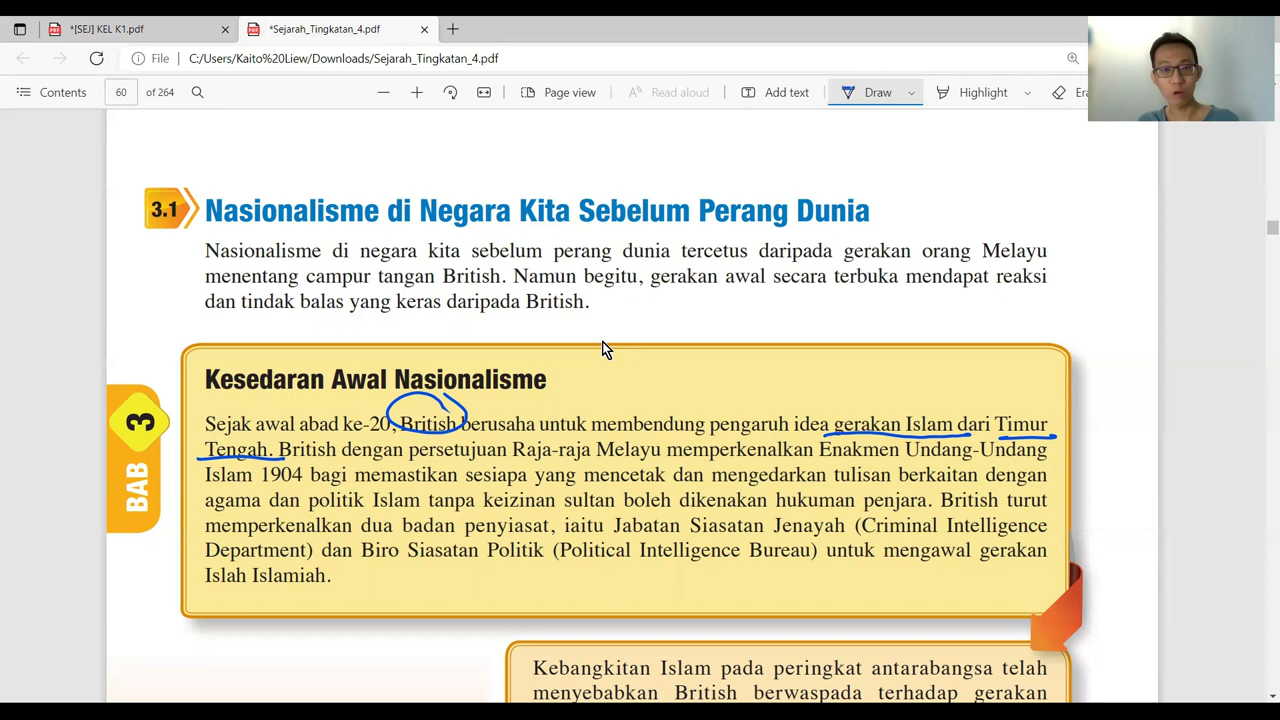 *[SEJ] KEL K1.pdf
*Sejarah_Tingkatan_4.pdf
File
C:/Users/Kaito%20Liew/Downloads/Sejarah_Tingkatan_4.pdf
Contents
60
of 264
Page view
Read aloud
Add text
Draw
Highlight
3.1
Nasionalisme di Negara Kita Sebelum Perang Dunia
Nasionalisme di negara kita sebelum perang dunia tercetus daripada gerakan orang Melayu
menentang campur tangan British. Namun begitu, gerakan awal secara terbuka mendapat reaksi
dan tindak balas yang keras daripada British.
Kesedaran Awal Nasionalisme
Sejak awal abad ke-20, British berusaha untuk membendung pengaruh idea gerakan Islam dari Timur
Tengah. British dengan persetujuan Raja-raja Melayu memperkenalkan Enakmen Undang-Undang
Islam 1904 bagi memastikan sesiapa yang mencetak dan mengedarkan tulisan berkaitan dengan
agama dan politik Islam tanpa keizinan sultan boleh dikenakan hukuman penjara. British turut
memperkenalkan dua badan penyiasat, iaitu Jabatan Siasatan Jenayah (Criminal Intelligence
Department) dan Biro Siasatan Politik (Political Intelligence Bureau) untuk mengawal gerakan
Islah Islamiah.
BAB 3
Kebangkitan Islam pada peringkat antarabangsa telah
menyebabkan British berwaspada terhadap gerakan